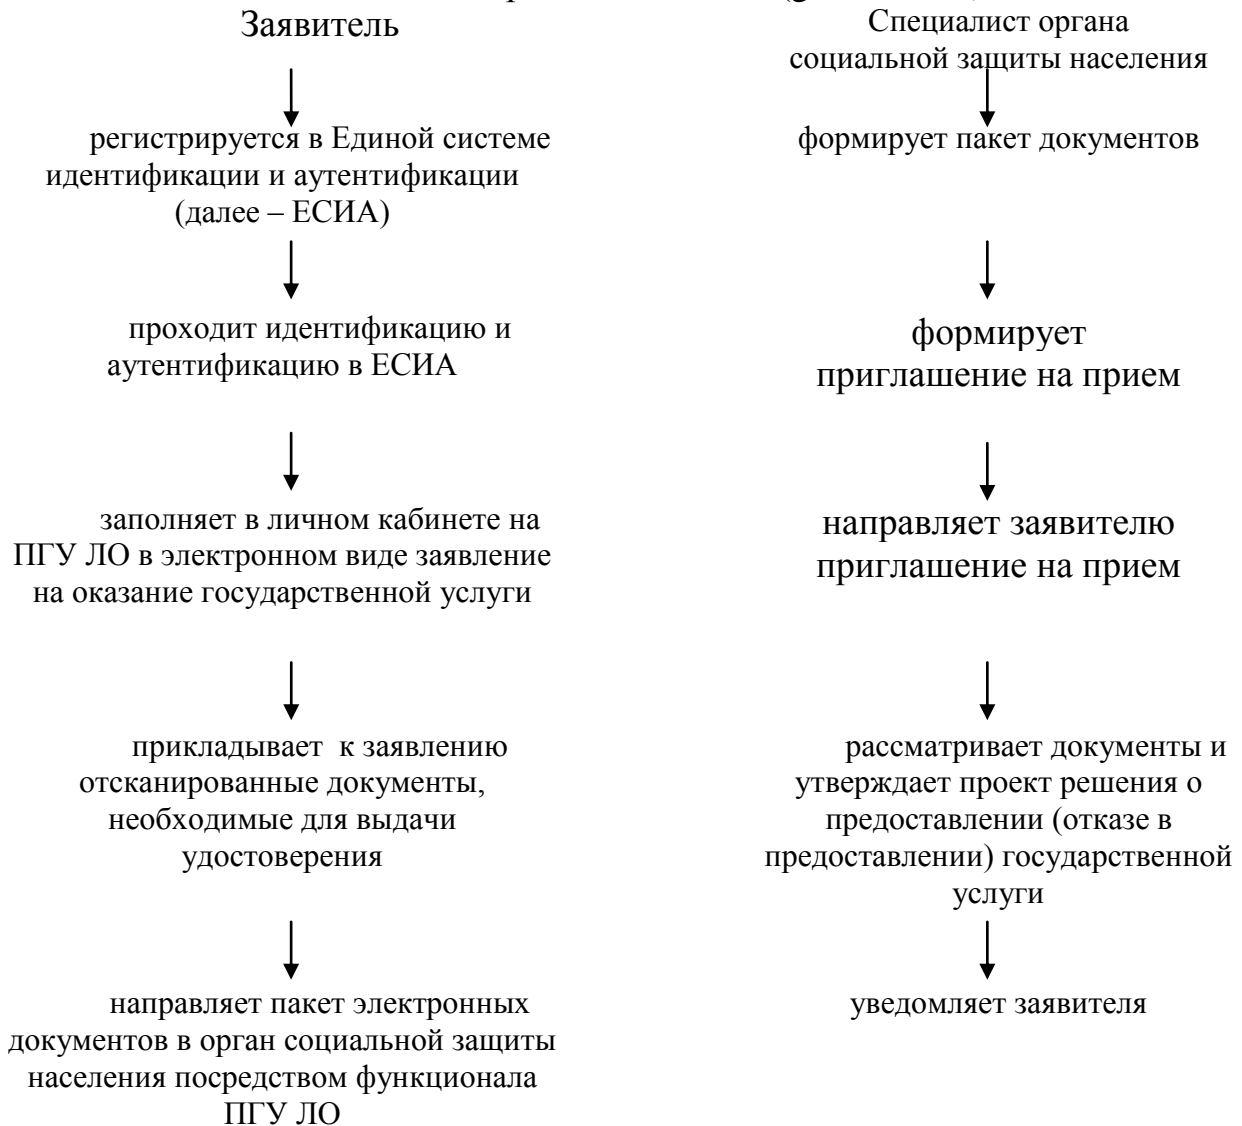 Заявитель
регистрируется в Единой системе
идентификации и аутентификации
(далее – ЕСИА)
проходит идентификацию и
аутентификацию в ЕСИА
заполняет в личном кабинете на
ПГУ ЛО в электронном виде заявление
на оказание государственной услуги
прикладывает к заявлению
отсканированные документы,
необходимые для выдачи
удостоверения
направляет пакет электронных
документов в орган социальной защиты
населения посредством функционала
ПГУ ЛО
Специалист органа
социальной защиты населения
формирует пакет документов
формирует
приглашение на прием
направляет заявителю
приглашение на прием
рассматривает документы и
утверждает проект решения о
предоставлении (отказе в
предоставлении) государственной
услуги
уведомляет заявителя